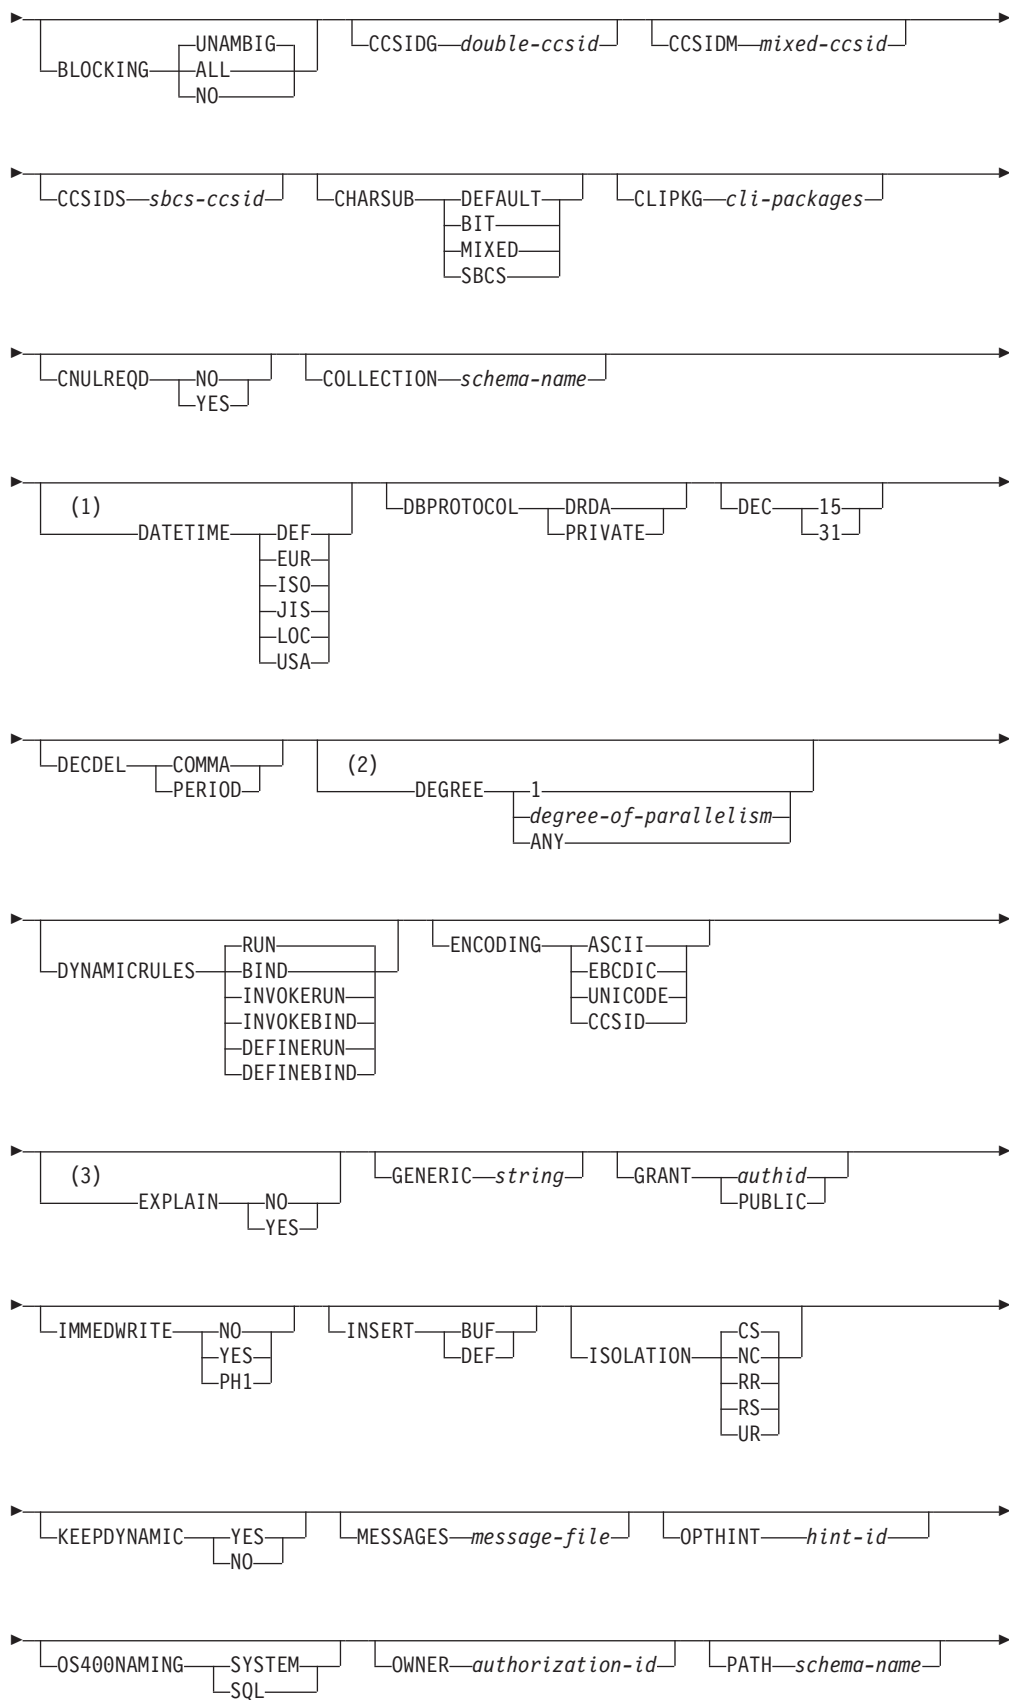 UNAMBIG CCSIDG double-ccsid CCSIDM mixed-ccsid
BLOCKING ALL
NO
CCSIDS sbcs-ccsid CHARSUB DEFAULT CLIPKG cli-packages
BIT
MIXED
SBCS
CNULREQD NO COLLECTION schema-name
YES
(1) DBPROTOCOL DRDA DEC 15
DATETIME DEF PRIVATE 31
EUR
ISO
JIS
LOC
USA
DECDEL COMMA (2)
PERIOD DEGREE 1
degree-of-parallelism
ANY
RUN ENCODING ASCII
DYNAMICRULES BIND EBCDIC
INVOKERUN UNICODE
INVOKEBIND CCSID
DEFINERUN
DEFINEBIND
(3) GENERIC string GRANT authid
EXPLAIN NO PUBLIC
YES
IMMEDWRITE NO INSERT BUF CS
YES DEF ISOLATION NC
PH1 RR
RS
UR
KEEPDYNAMIC YES MESSAGES message-file OPTHINT hint-id
NO
OS400NAMING SYSTEM OWNER authorization-id PATH schema-name
SQL